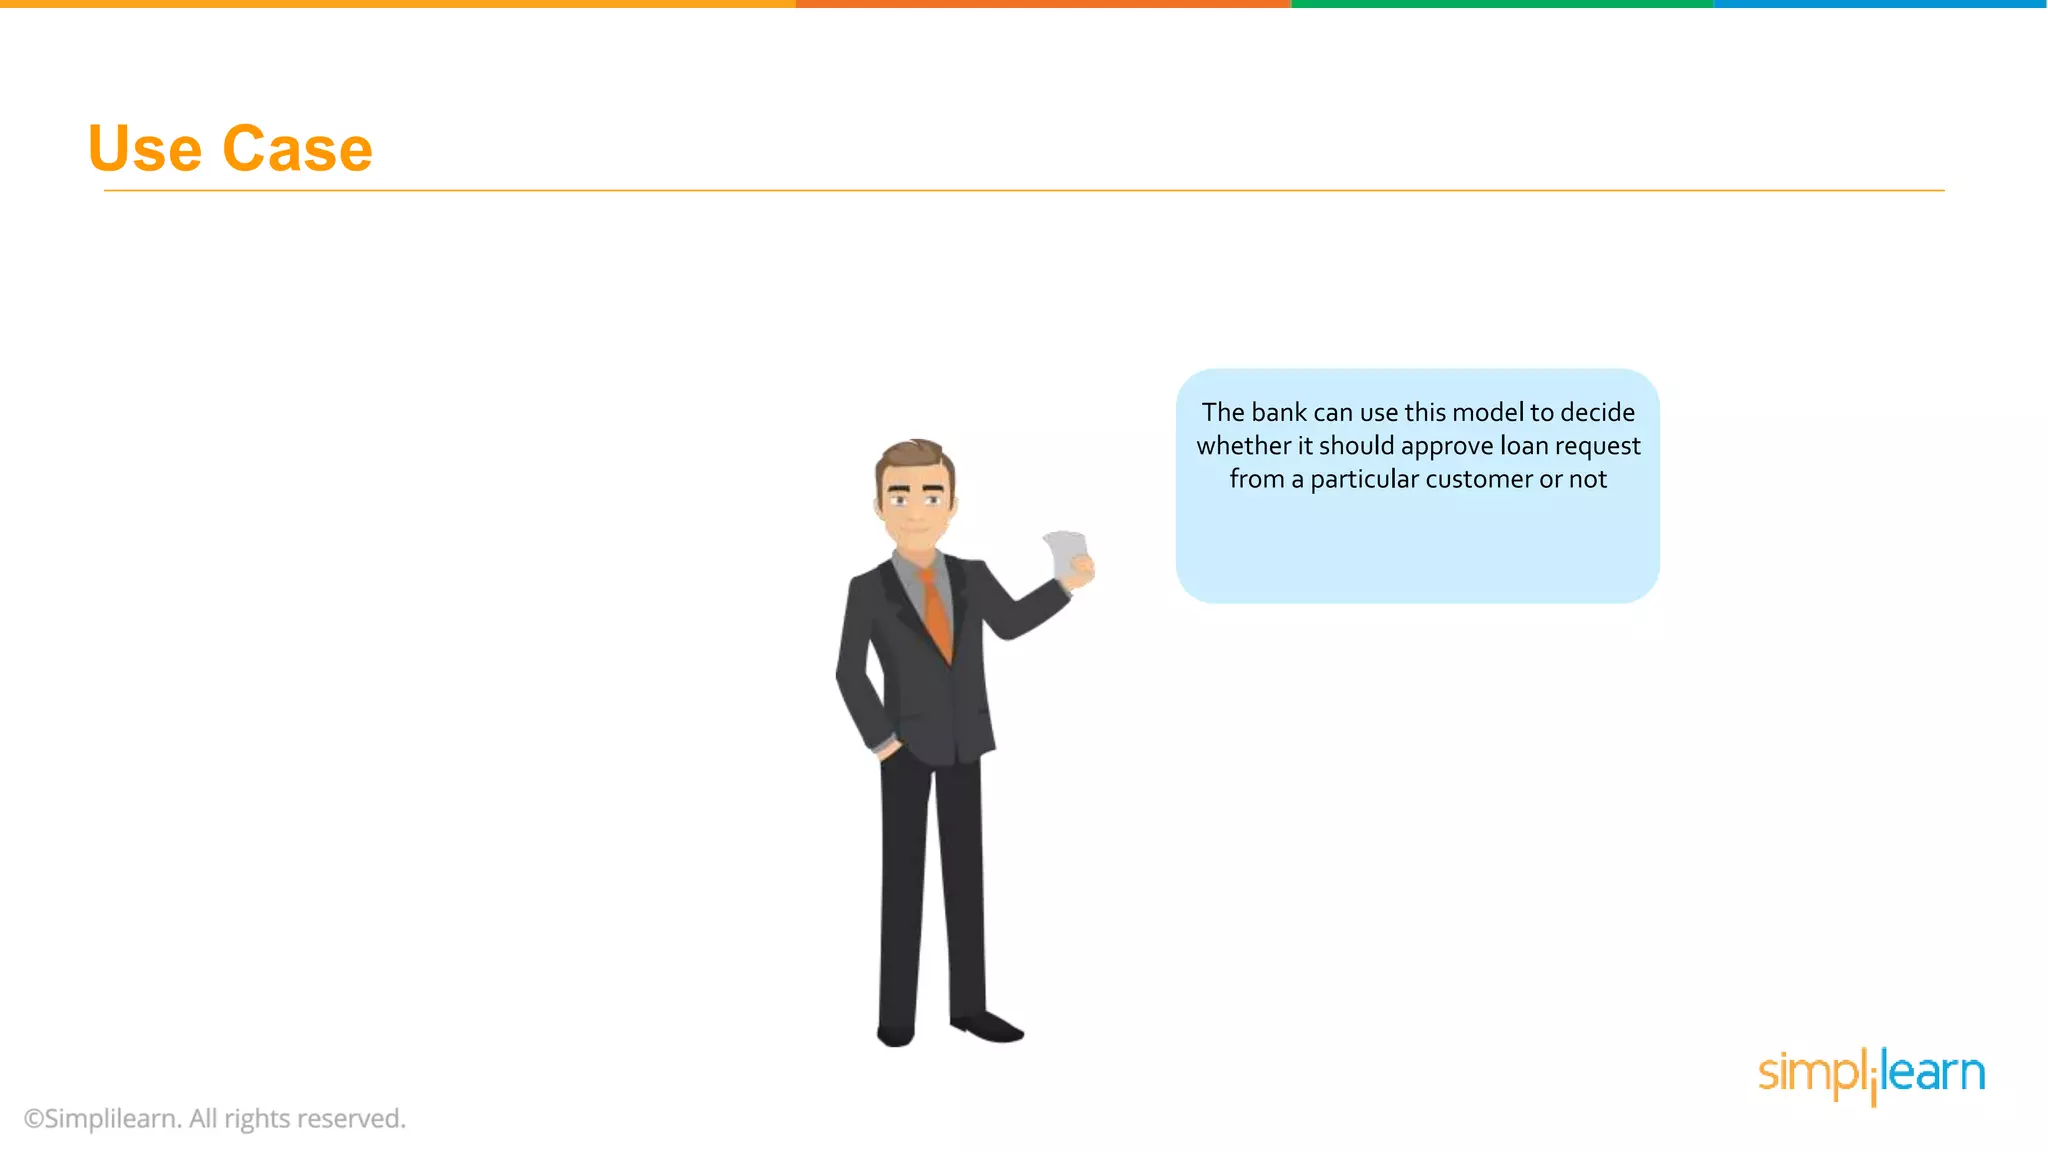 Use Case
The bank can use this model to decide
whether it should approve loan request
from a particular customer or not
simplilearn
©Simplilearn. All rights reserved.